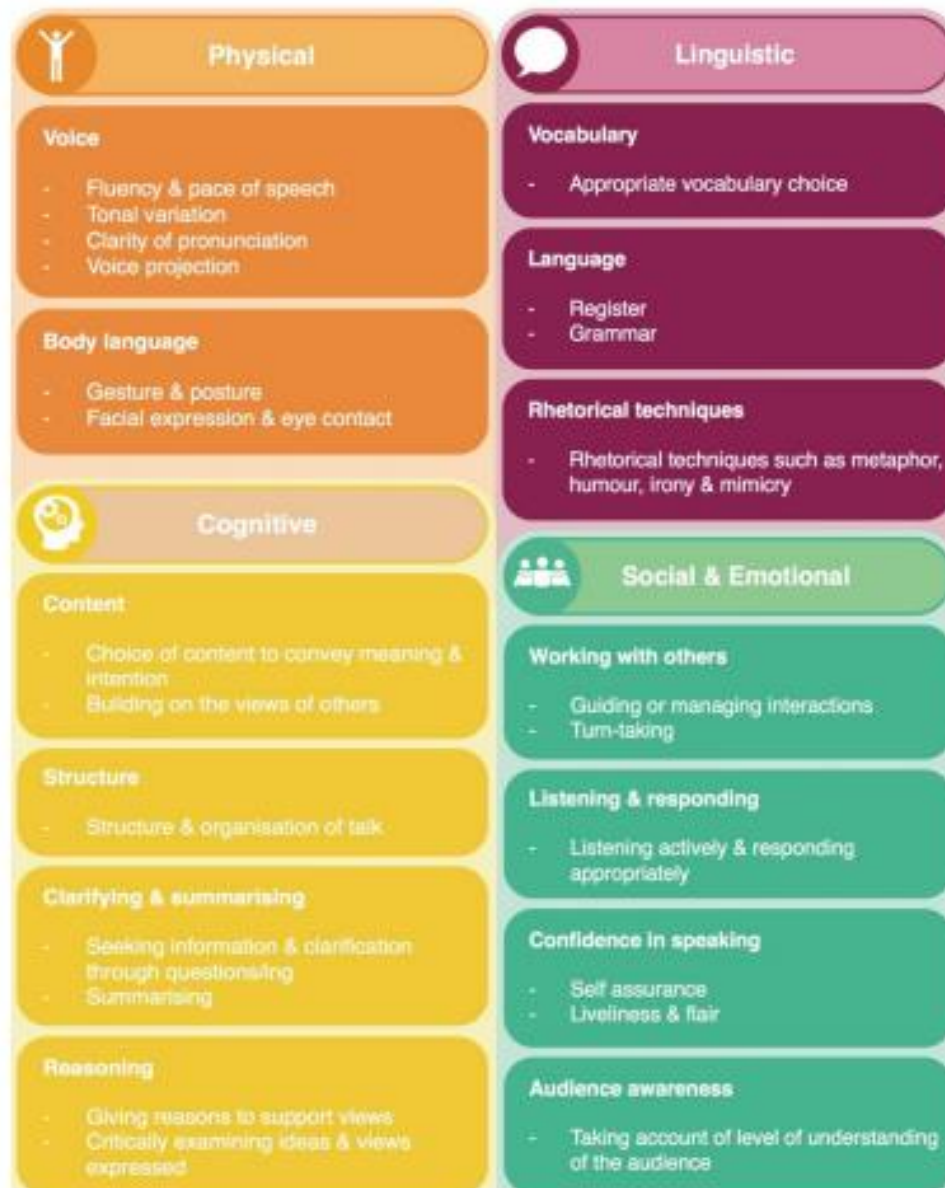 Physical
Voice
- Fluency & pace of speech
- Tonal variation
- Clarity of pronunciation
- Voice projection
Body language
- Gesture & posture
- Facial expression & eye contact
Cognitive
Content
- Choice of content to convey meaning &
intention
- Building on the views of others
Structure
- Structure & organisation of talk
Clarifying & summarising
- Seeking information & clarification
through questions/ing
- Summarising
Reasoning
- Giving reasons to support views
- Critically examining ideas & views
expressed
Linguistic
Vocabulary
- Appropriate vocabulary choice
Language
- Register
- Grammar
Rhetorical techniques
- Rhetorical techniques such as metaphor,
humour, irony & mimicry
Social & Emotional
Working with others
- Guiding or managing interactions
- Turn-taking
Listening & responding
- Listening actively & responding
appropriately
Confidence in speaking
- Self assurance
- Liveliness & flair
Audience awareness
- Taking account of level of understanding
of the audience